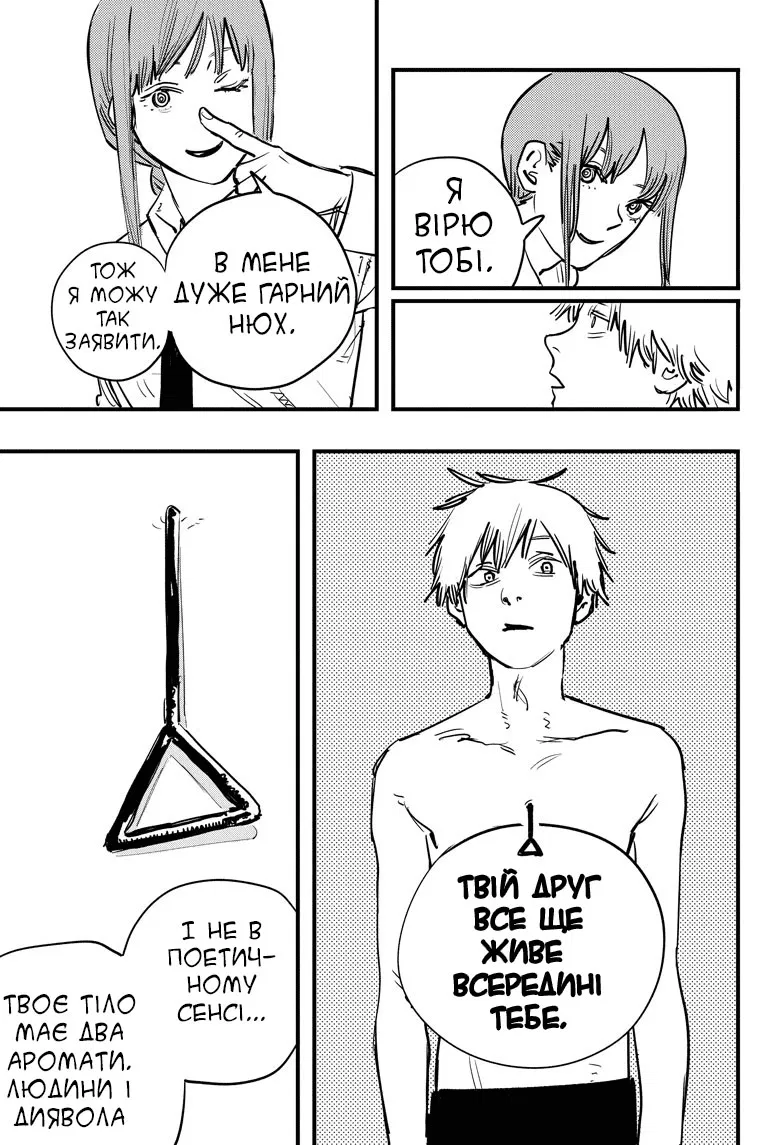 Я
ВІРЮ
ТОБІ.
В МЕНЕ
ДУЖЕ ГАРНИЙ
НЮХ.
ТОЖ
Я МОЖУ
ТАК
ЗАЯВИТИ.
ТВІЙ ДРУГ
ВСЕ ЩЕ
ЖИВЕ
ВСЕРЕДИНІ
ТЕБЕ.
І НЕ В
ПОЕТИЧ-
НОМУ
СЕНСІ...
ТВОЄ ТІЛО
МАЄ ДВА
АРОМАТИ.
ЛЮДИНИ І
ДИЯВОЛА